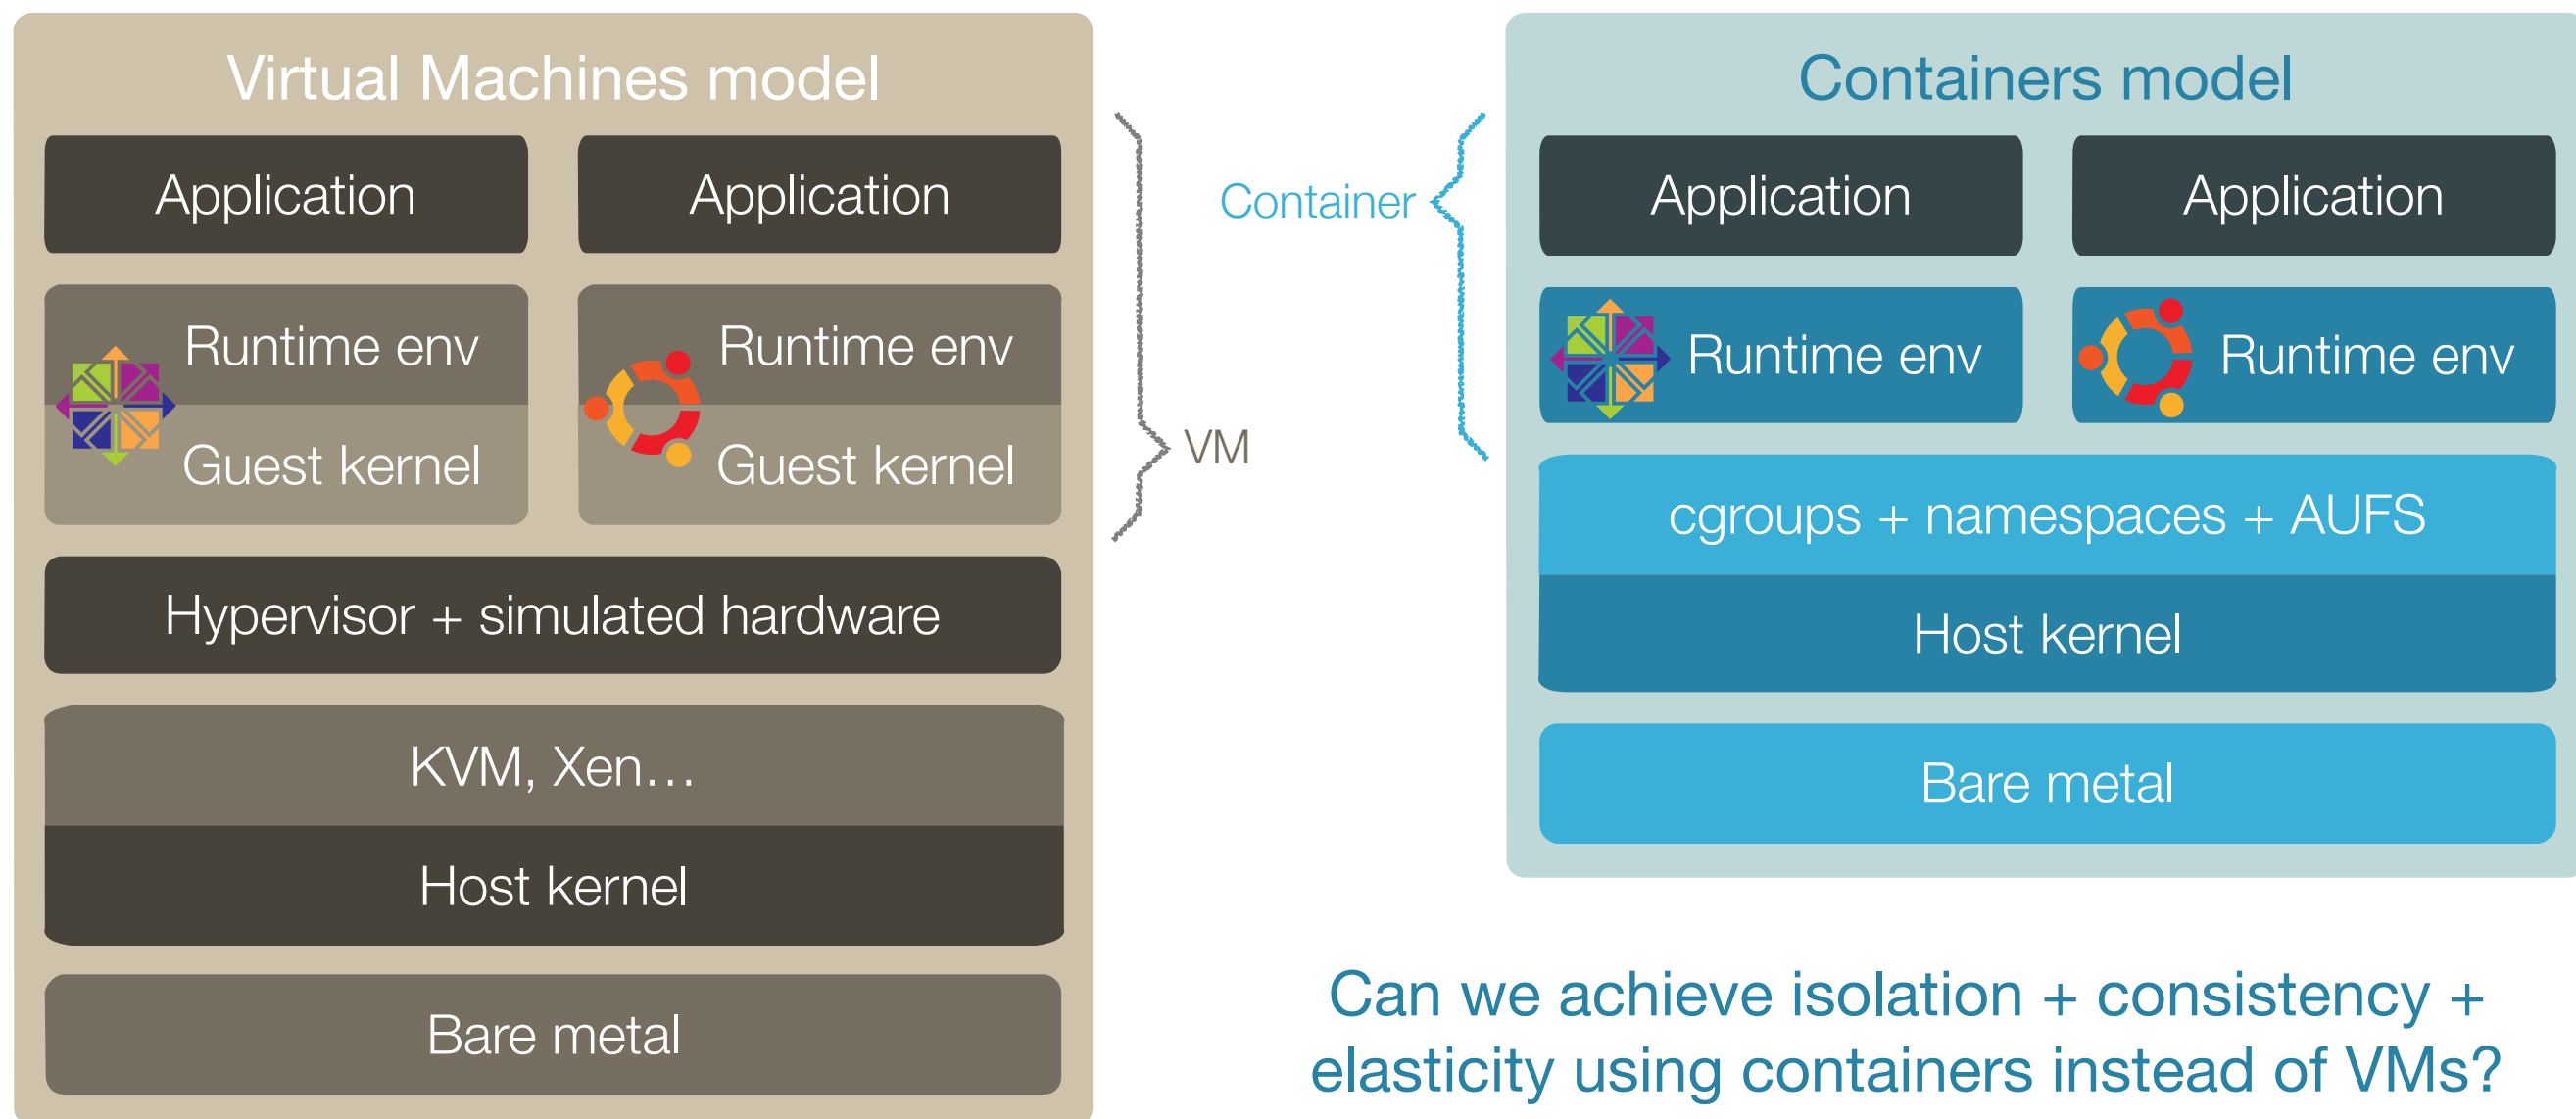 Virtual Machines model
Application
Application
Runtime env
Guest kernel
Runtime env
Guest kernel
Hypervisor + simulated hardware
KVM, Xen…
Host kernel
Bare metal
VM
Container
Containers model
Application
Application
Runtime env
Runtime env
cgroups + namespaces + AUFS
Host kernel
Bare metal
Can we achieve isolation + consistency +
elasticity using containers instead of VMs?